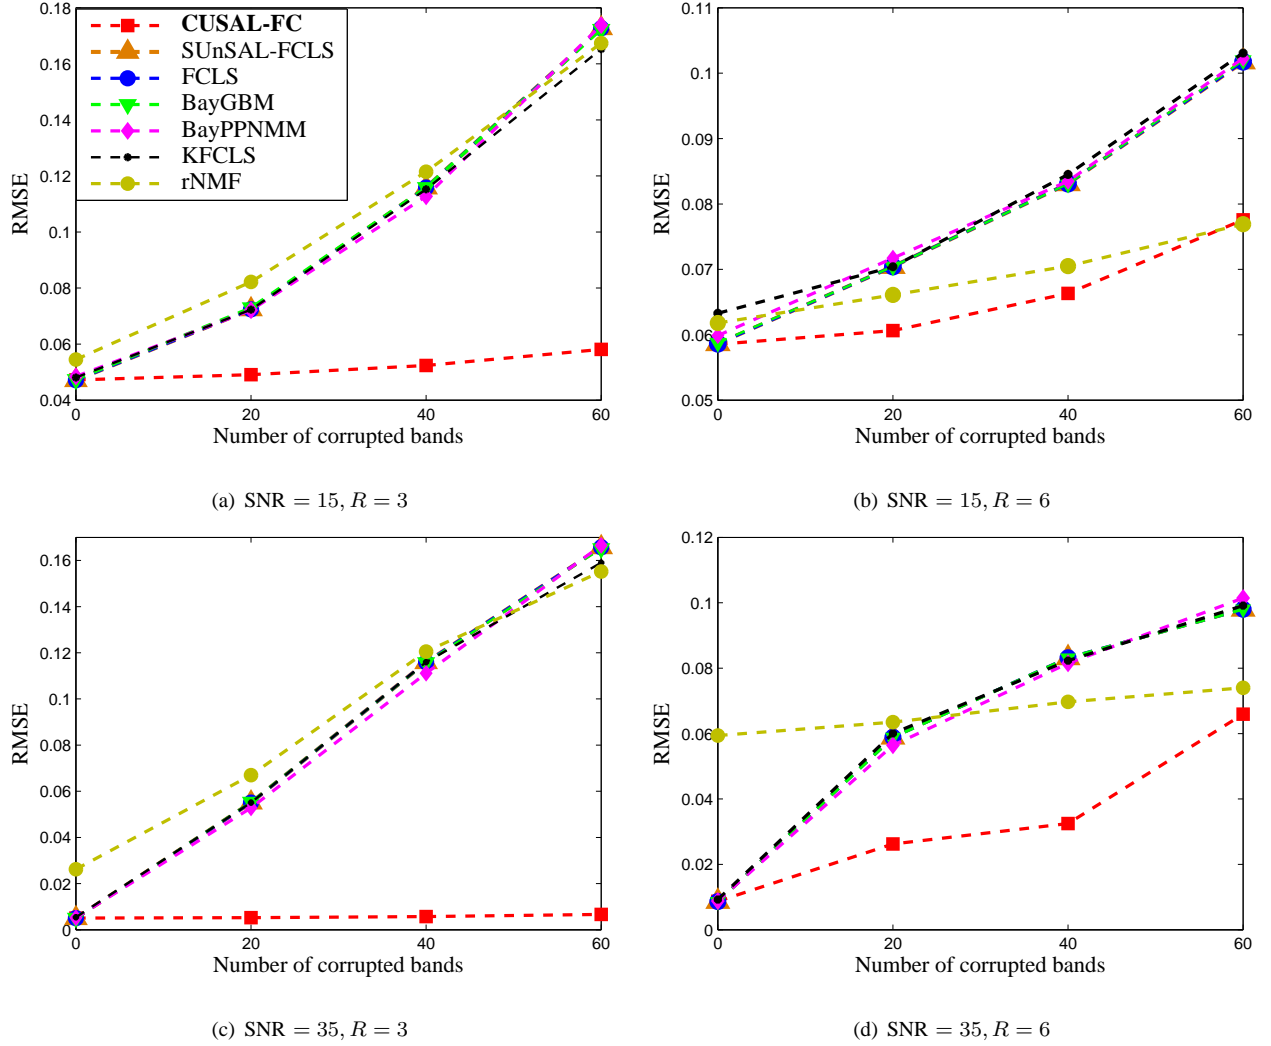 0.18
0.16
0.14
0.12
0.1
0.08
0.06
0.04
RMSE
CUSAL-FC
SUnSAL-FCLS
FCLS
BayGBM
BayPPNMM
KFCLS
rNMF
0 20 40 60
Number of corrupted bands
(a) SNR = 15, R = 3
0.11
0.1
0.09
0.08
0.07
0.06
0.05
RMSE
0 20 40 60
Number of corrupted bands
(b) SNR = 15, R = 6
0.16
0.14
0.12
0.1
0.08
0.06
0.04
0.02
0
RMSE
0 20 40 60
Number of corrupted bands
(c) SNR = 35, R = 3
0.12
0.1
0.08
0.06
0.04
0.02
0
RMSE
0 20 40 60
Number of corrupted bands
(d) SNR = 35, R = 6